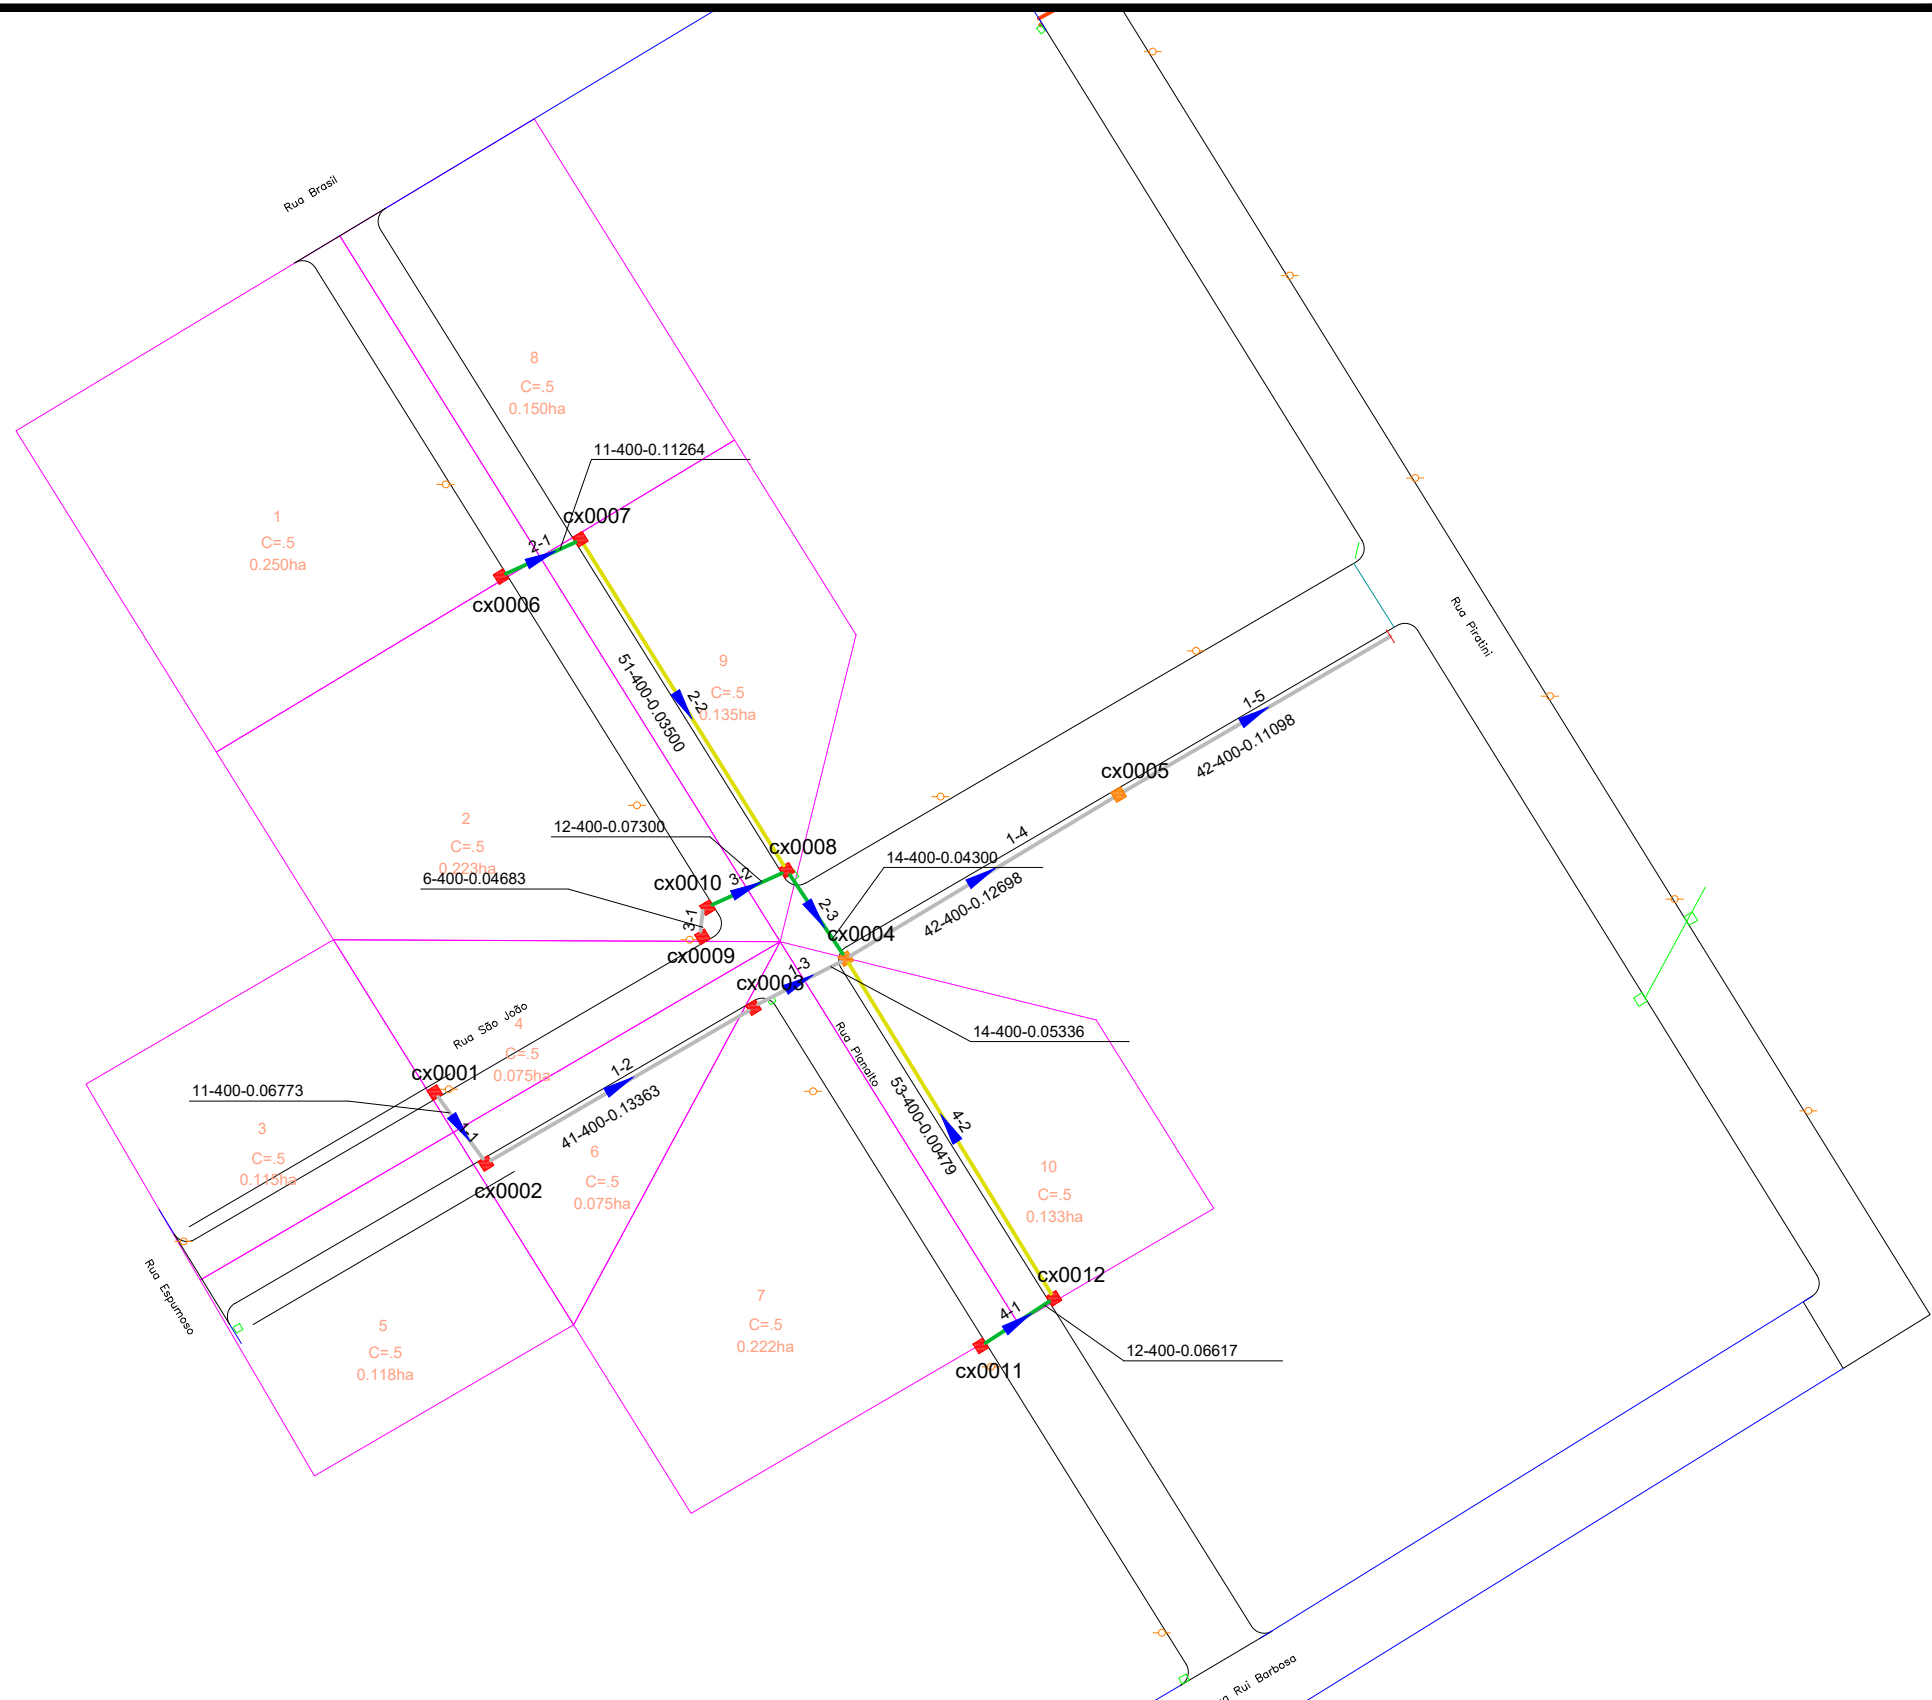 Rua Brasil
8
C=.5
0.150ha
11-400-0.11264
cx0007
2-1
1
C=.5
0.250ha
cx0006
Rua Piratini
51-400-0.03500
9
C=.5
0.135ha
2-2
1-5
42-400-0.11098
cx0005
2
C=.5
0.223ha
12-400-0.07300
cx0008
1-4
14-400-0.04300
6-400-0.04683
cx0010
3-2
3-1
2-3
42-400-0.12698
cx0004
cx0009
1-3
cx0003
Rua São João
4
C=.5
0.075ha
14-400-0.05336
Rua Planalto
cx0001
1-2
11-400-0.06773
1-1
41-400-0.13363
53-400-0.00479
4-2
3
C=.5
0.115ha
6
C=.5
0.075ha
cx0002
10
C=.5
0.133ha
Rua Espumoso
cx0012
4-1
7
C=.5
0.222ha
5
C=.5
0.118ha
12-400-0.06617
cx0011
Rui Barbosa